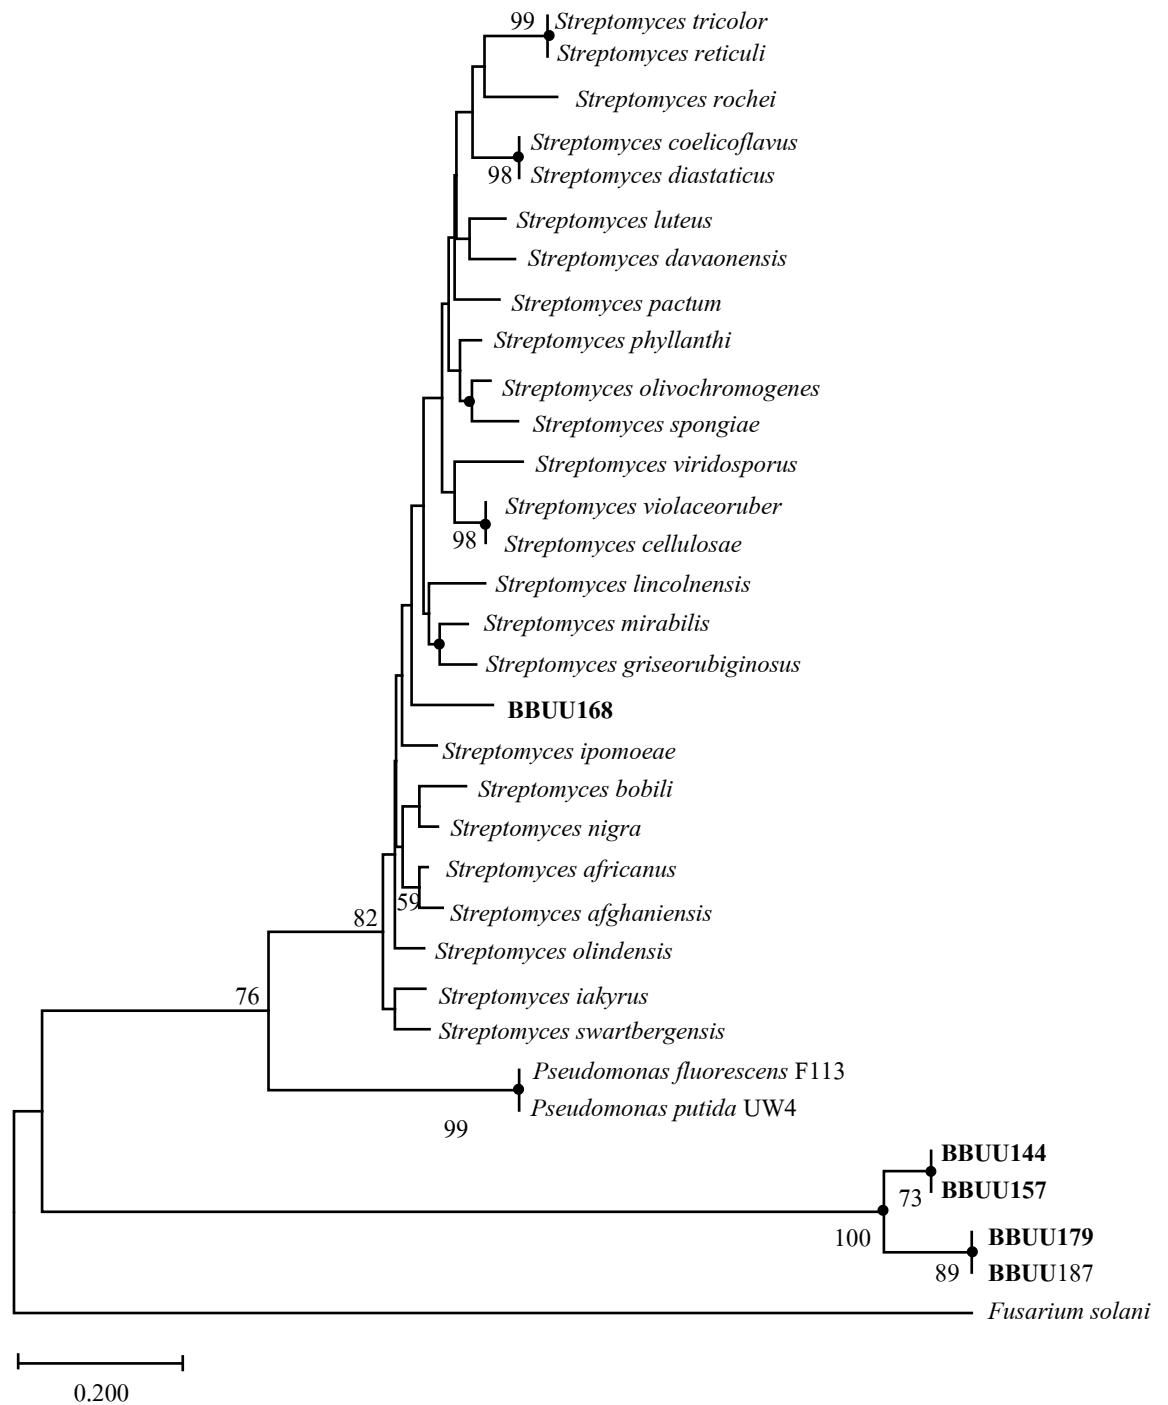 99 Streptomyces tricolor
Streptomyces reticuli
Streptomyces rochei
Streptomyces coelicoflavus
98 Streptomyces diastaticus
Streptomyces luteus
Streptomyces davaonensis
Streptomyces pactum
Streptomyces phyllanthi
Streptomyces olivochromogenes
Streptomyces spongiae
Streptomyces viridosporus
Streptomyces violaceoruber
98 Streptomyces cellulosae
Streptomyces lincolnensis
Streptomyces mirabilis
Streptomyces griseorubiginosus
BBUU168
Streptomyces ipomoeae
Streptomyces bobili
Streptomyces nigra
Streptomyces africanus
59
82 Streptomyces afghaniensis
Streptomyces olindensis
76 Streptomyces iakyrus
Streptomyces swartbergensis
Pseudomonas fluorescens F113
Pseudomonas putida UW4
99
BBUU144
73 BBUU157
100 BBUU179
89 BBUU187
Fusarium solani
0.200